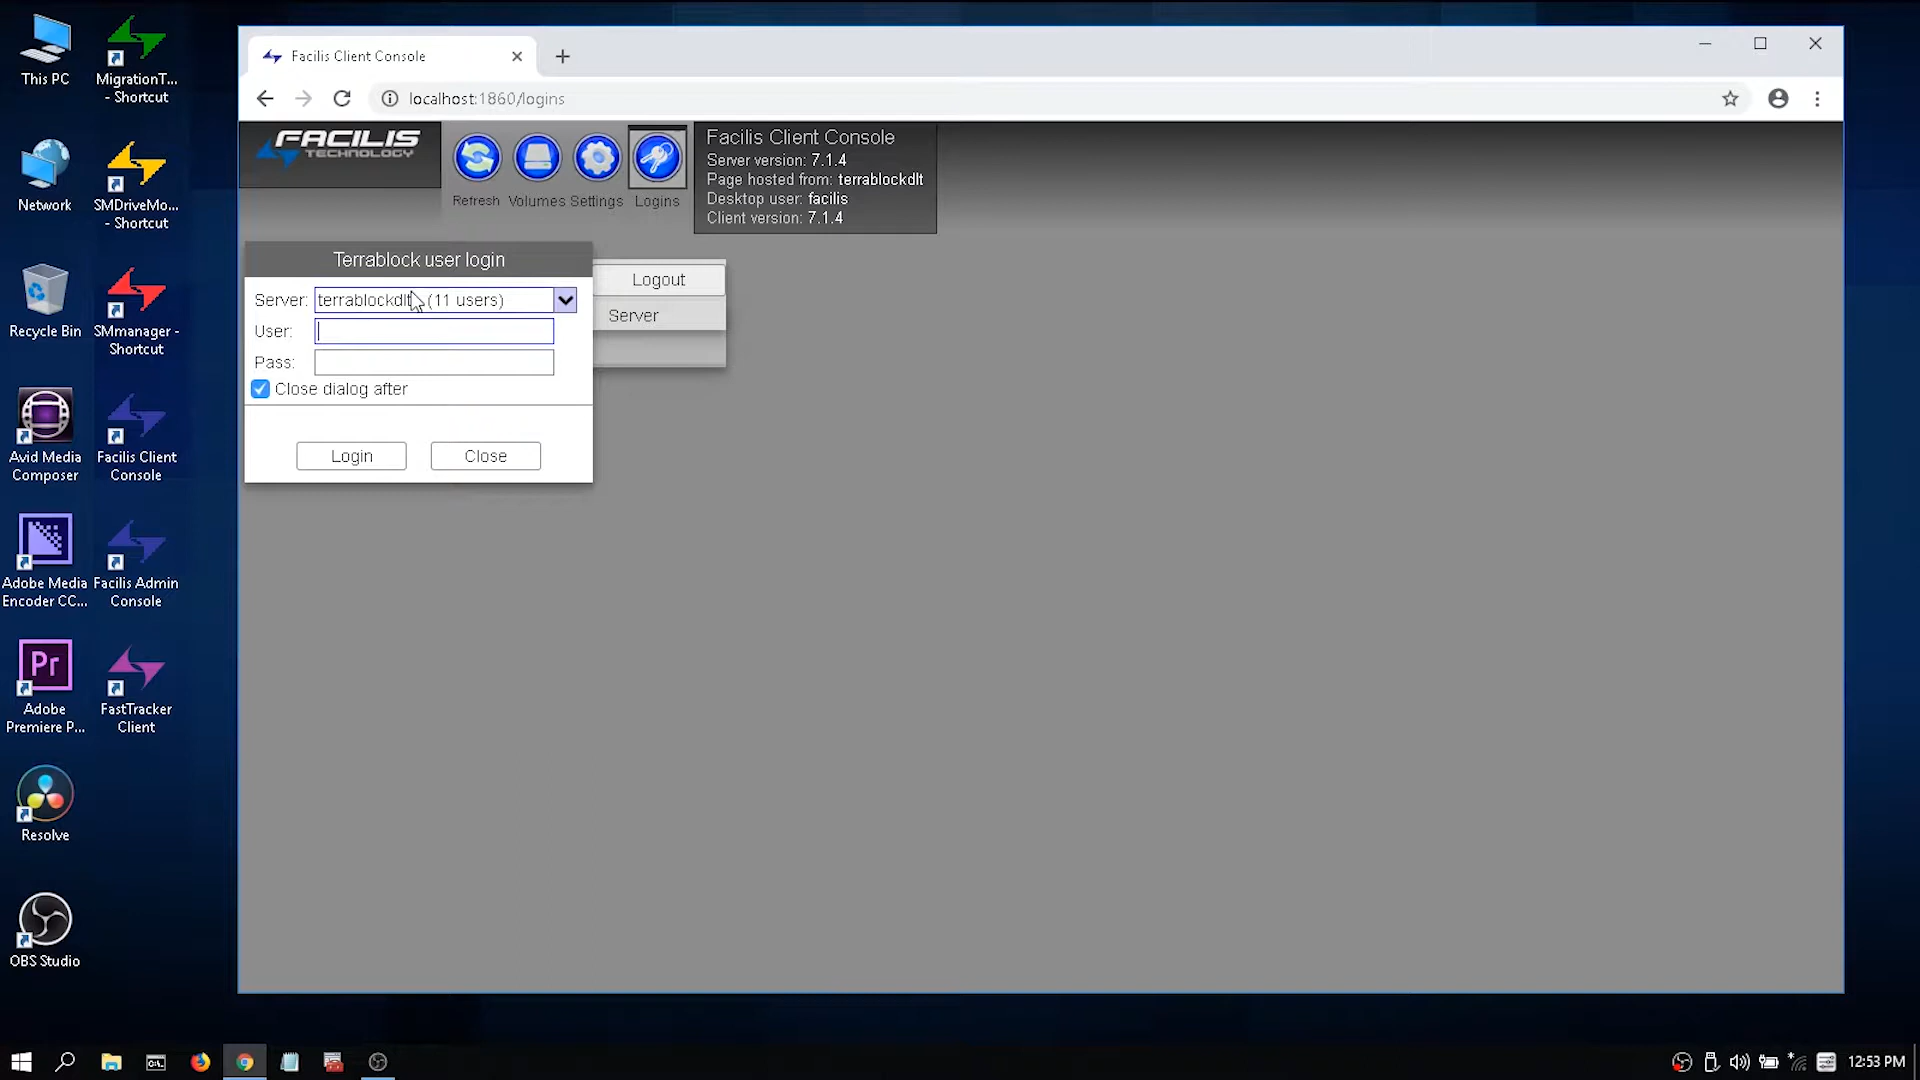 This PC
MigrationT...
- Shortcut
Network
SMDriveMo...
- Shortcut
Recycle Bin
SMmanager -
Shortcut
Avid Media
Composer
Facilis Client
Console
Adobe Media
Encoder CC...
Facilis Admin
Console
Pr
Adobe
Premiere P...
FastTracker
Client
Resolve
OBS Studio
Facilis Client Console
localhost:1860/logins
FACILIS
TECHNOLOGY
Refresh
Volumes
Settings
Logins
Facilis Client Console
Server version: 7.1.4
Page hosted from: terrablockdlt
Desktop user: facilis
Client version: 7.1.4
Terrablock user login
Server: terrablockdlt (11 users)
User:
Pass:
Close dialog after
Login
Close
Logout
Server
12:53 PM